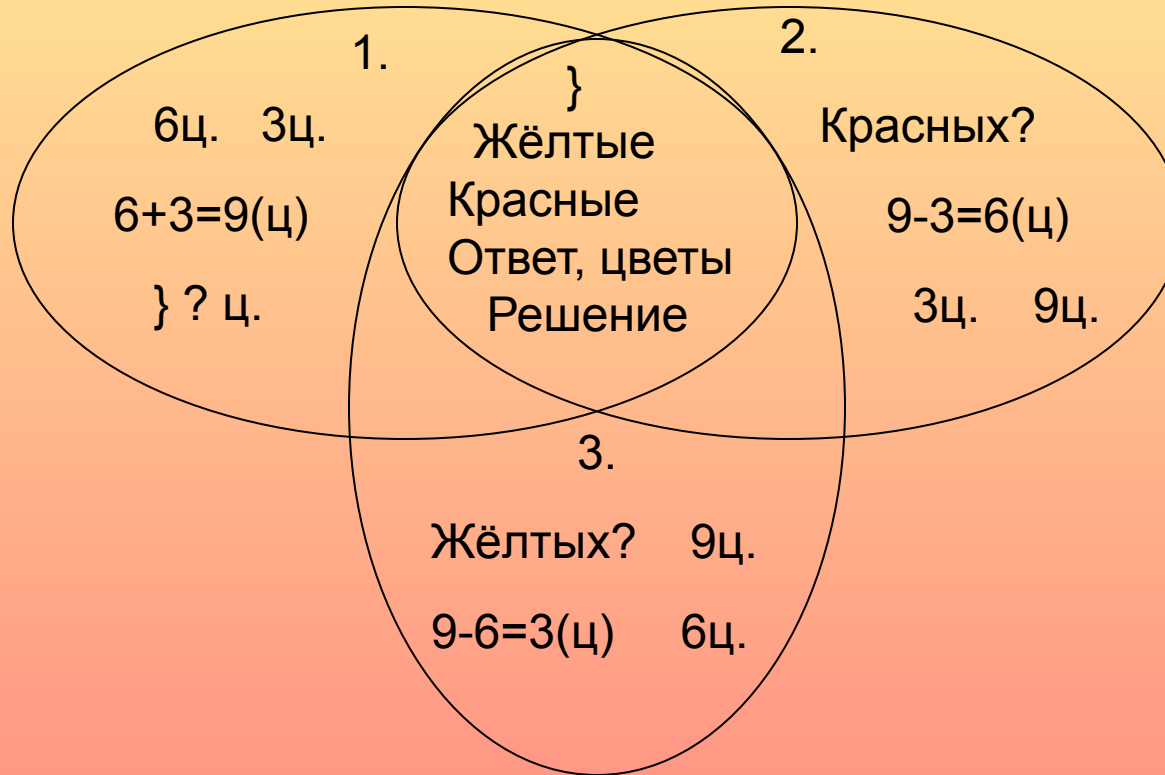 1.
6ц. 3ц.
6+3=9(ц)
} ? ц.
}
Жёлтые
Красные
Ответ, цветы
Решение
2.
Красных?
9-3=6(ц)
3ц. 9ц.
3.
Жёлтых? 9ц.
9-6=3(ц) 6ц.